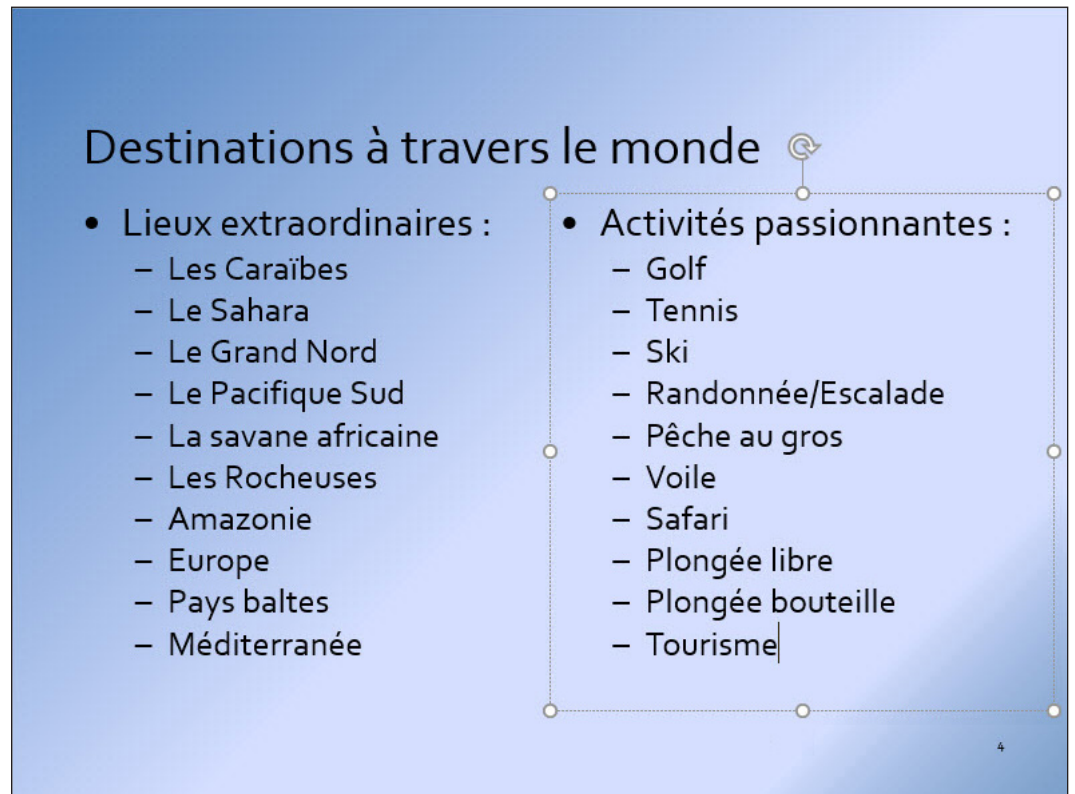 Destinations à travers le monde
• Lieux extraordinaires :
– Les Caraïbes
– Le Sahara
– Le Grand Nord
– Le Pacifique Sud
– La savane africaine
– Les Rocheuses
– Amazonie
– Europe
– Pays baltes
– Méditerranée
• Activités passionnantes :
– Golf
– Tennis
– Ski
– Randonnée/Escalade
– Pêche au gros
– Voile
– Safari
– Plongée libre
– Plongée bouteille
– Tourisme
4